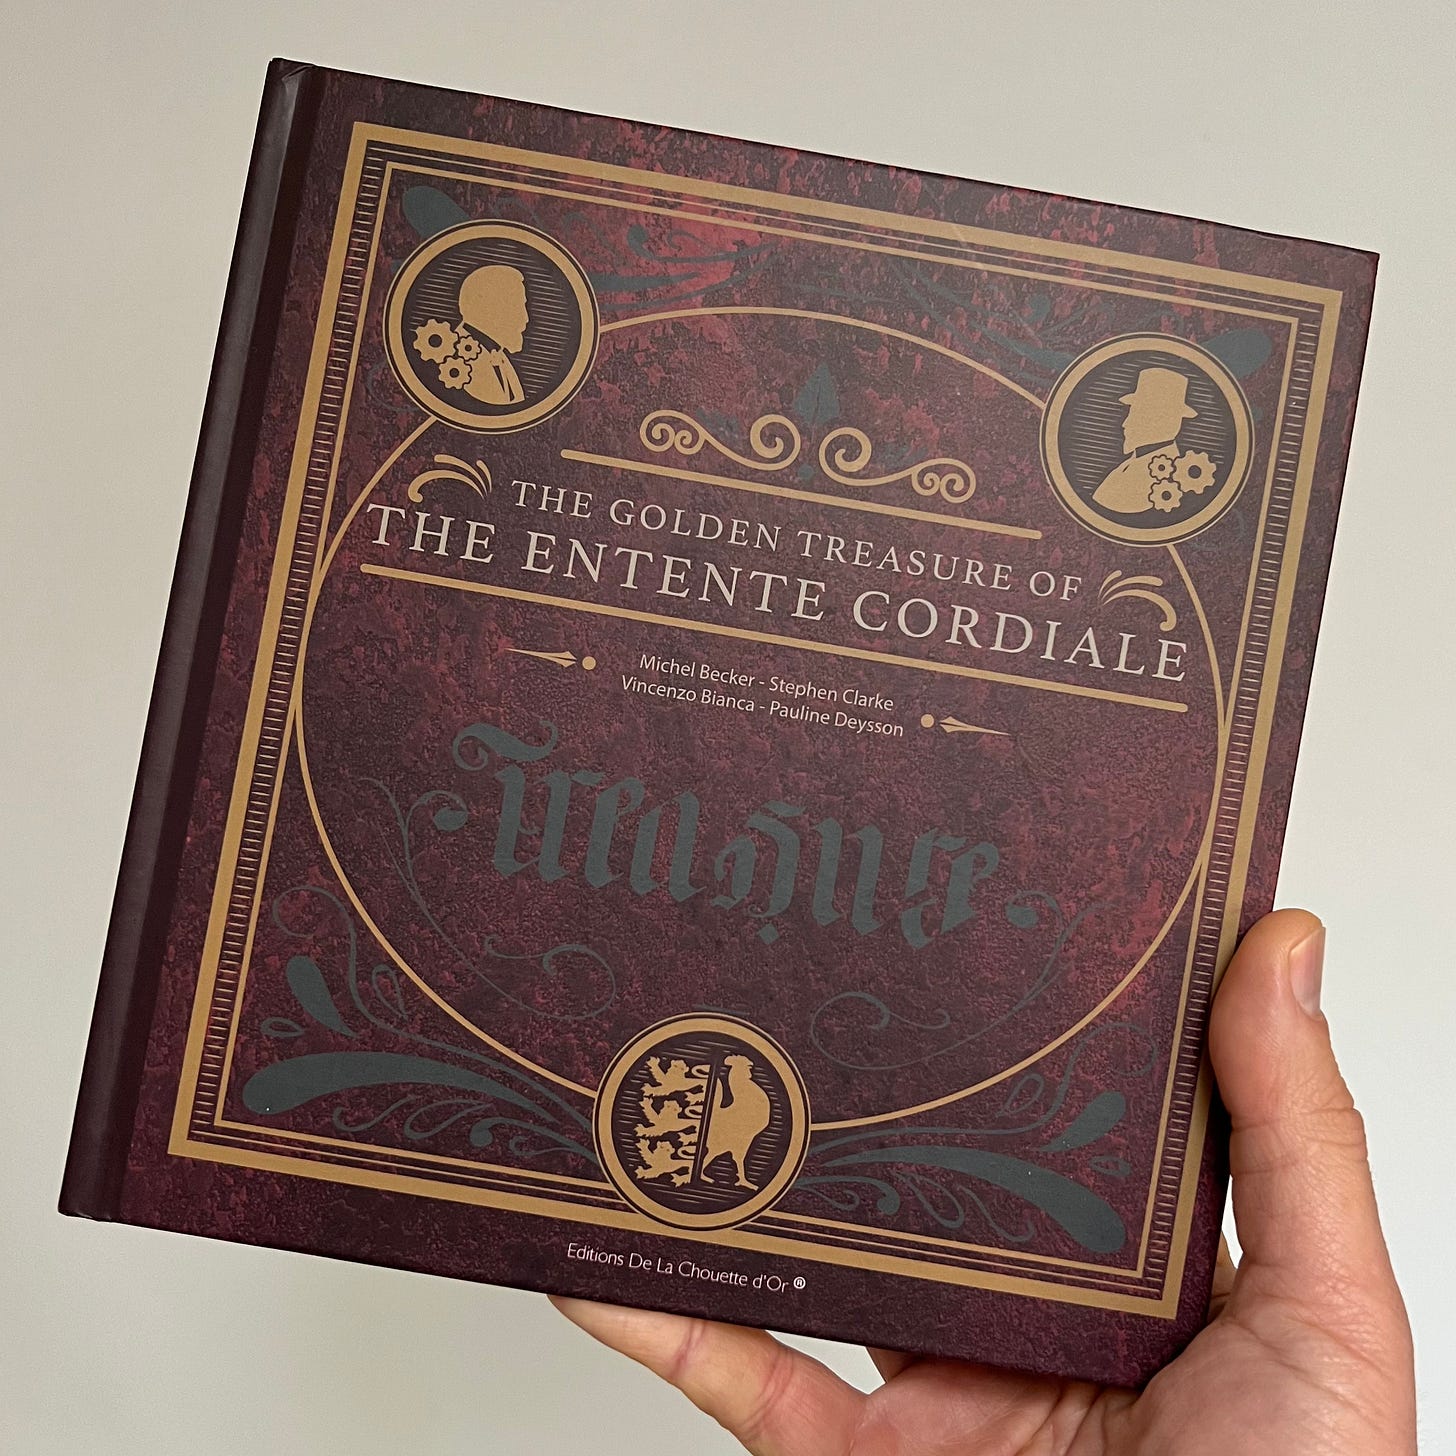 THE GOLDEN TREASURE OF
THE ENTENTE CORDIALE
Michel Becker - Stephen Clarke
Vincenzo Bianca - Pauline Deysson
Treasure
Editions De La Chouette d'Or ®